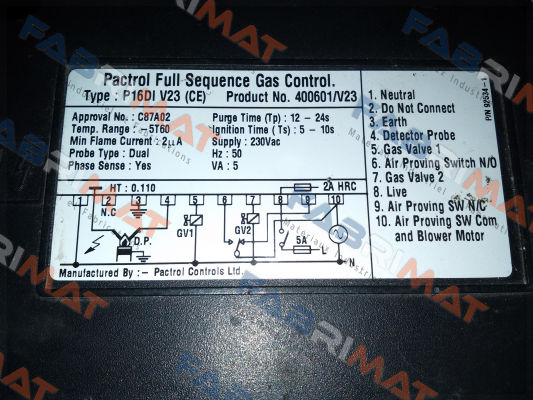 Pactrol Full Sequence Gas Control.
Type : P16DI V23 (CE) Product No. 400601/V23
Approval No. : C87A02
Temp. Range : -5T60
Min Flame Current : 2µA
Probe Type : Dual
Phase Sense : Yes
Purge Time (Tp) : 12 - 24s
Ignition Time (Ts) : 5 - 10s
Supply : 230Vac
Hz : 50
VA : 5
HT : 0.110
2A HRC
1 2 3 4 5 6 7 8 9 10
N.C
D.P.
GV1
GV2
5A
L
N
Manufactured By :- Pactrol Controls Ltd.
1. Neutral
2. Do Not Connect
3. Earth
4. Detector Probe
5. Gas Valve 1
6. Air Proving Switch N/O
7. Gas Valve 2
8. Live
9. Air Proving SW N/C
10. Air Proving SW Com
and Blower Motor
FABRIMAT
FABRIMAT
FABRIMAT